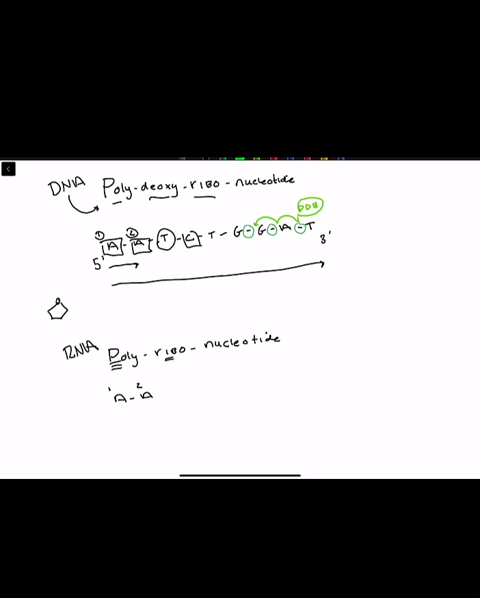 DNA Poly-deoxy-ribo-nucleotide
PDB
① ②
A-A-T-C-T-G-G-A-T
5' 3'
RNA Poly-ribo-nucleotide
1 2
A-A